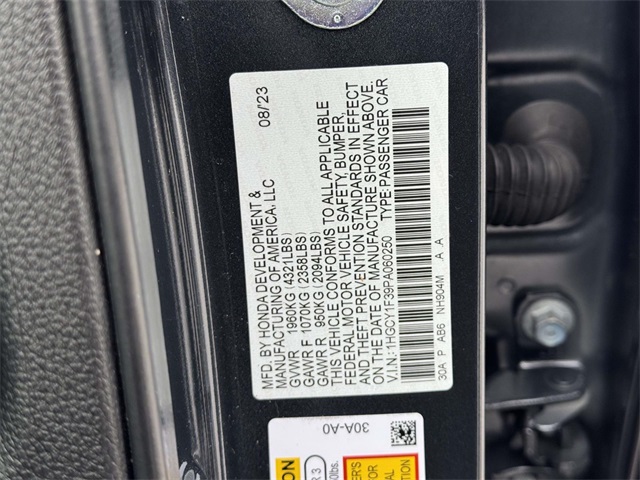 MFD. BY HONDA DEVELOPMENT & 08/'23
MANUFACTURING OF AMERICA, LLC
GVWR 1960KG (4321LBS)
GAWR F 1070KG (2358LBS)
GAWR R 950KG (2094LBS)
THIS VEHICLE CONFORMS TO ALL APPLICABLE
FEDERAL MOTOR VEHICLE SAFETY, BUMPER,
AND THEFT PREVENTION STANDARDS IN EFFECT
ON THE DATE OF MANUFACTURE SHOWN ABOVE.
V.I.N.:1HGCV1F39PA060250 TYPE:PASSENGER CAR
30A P AB6 NH904M A A
30A-A0